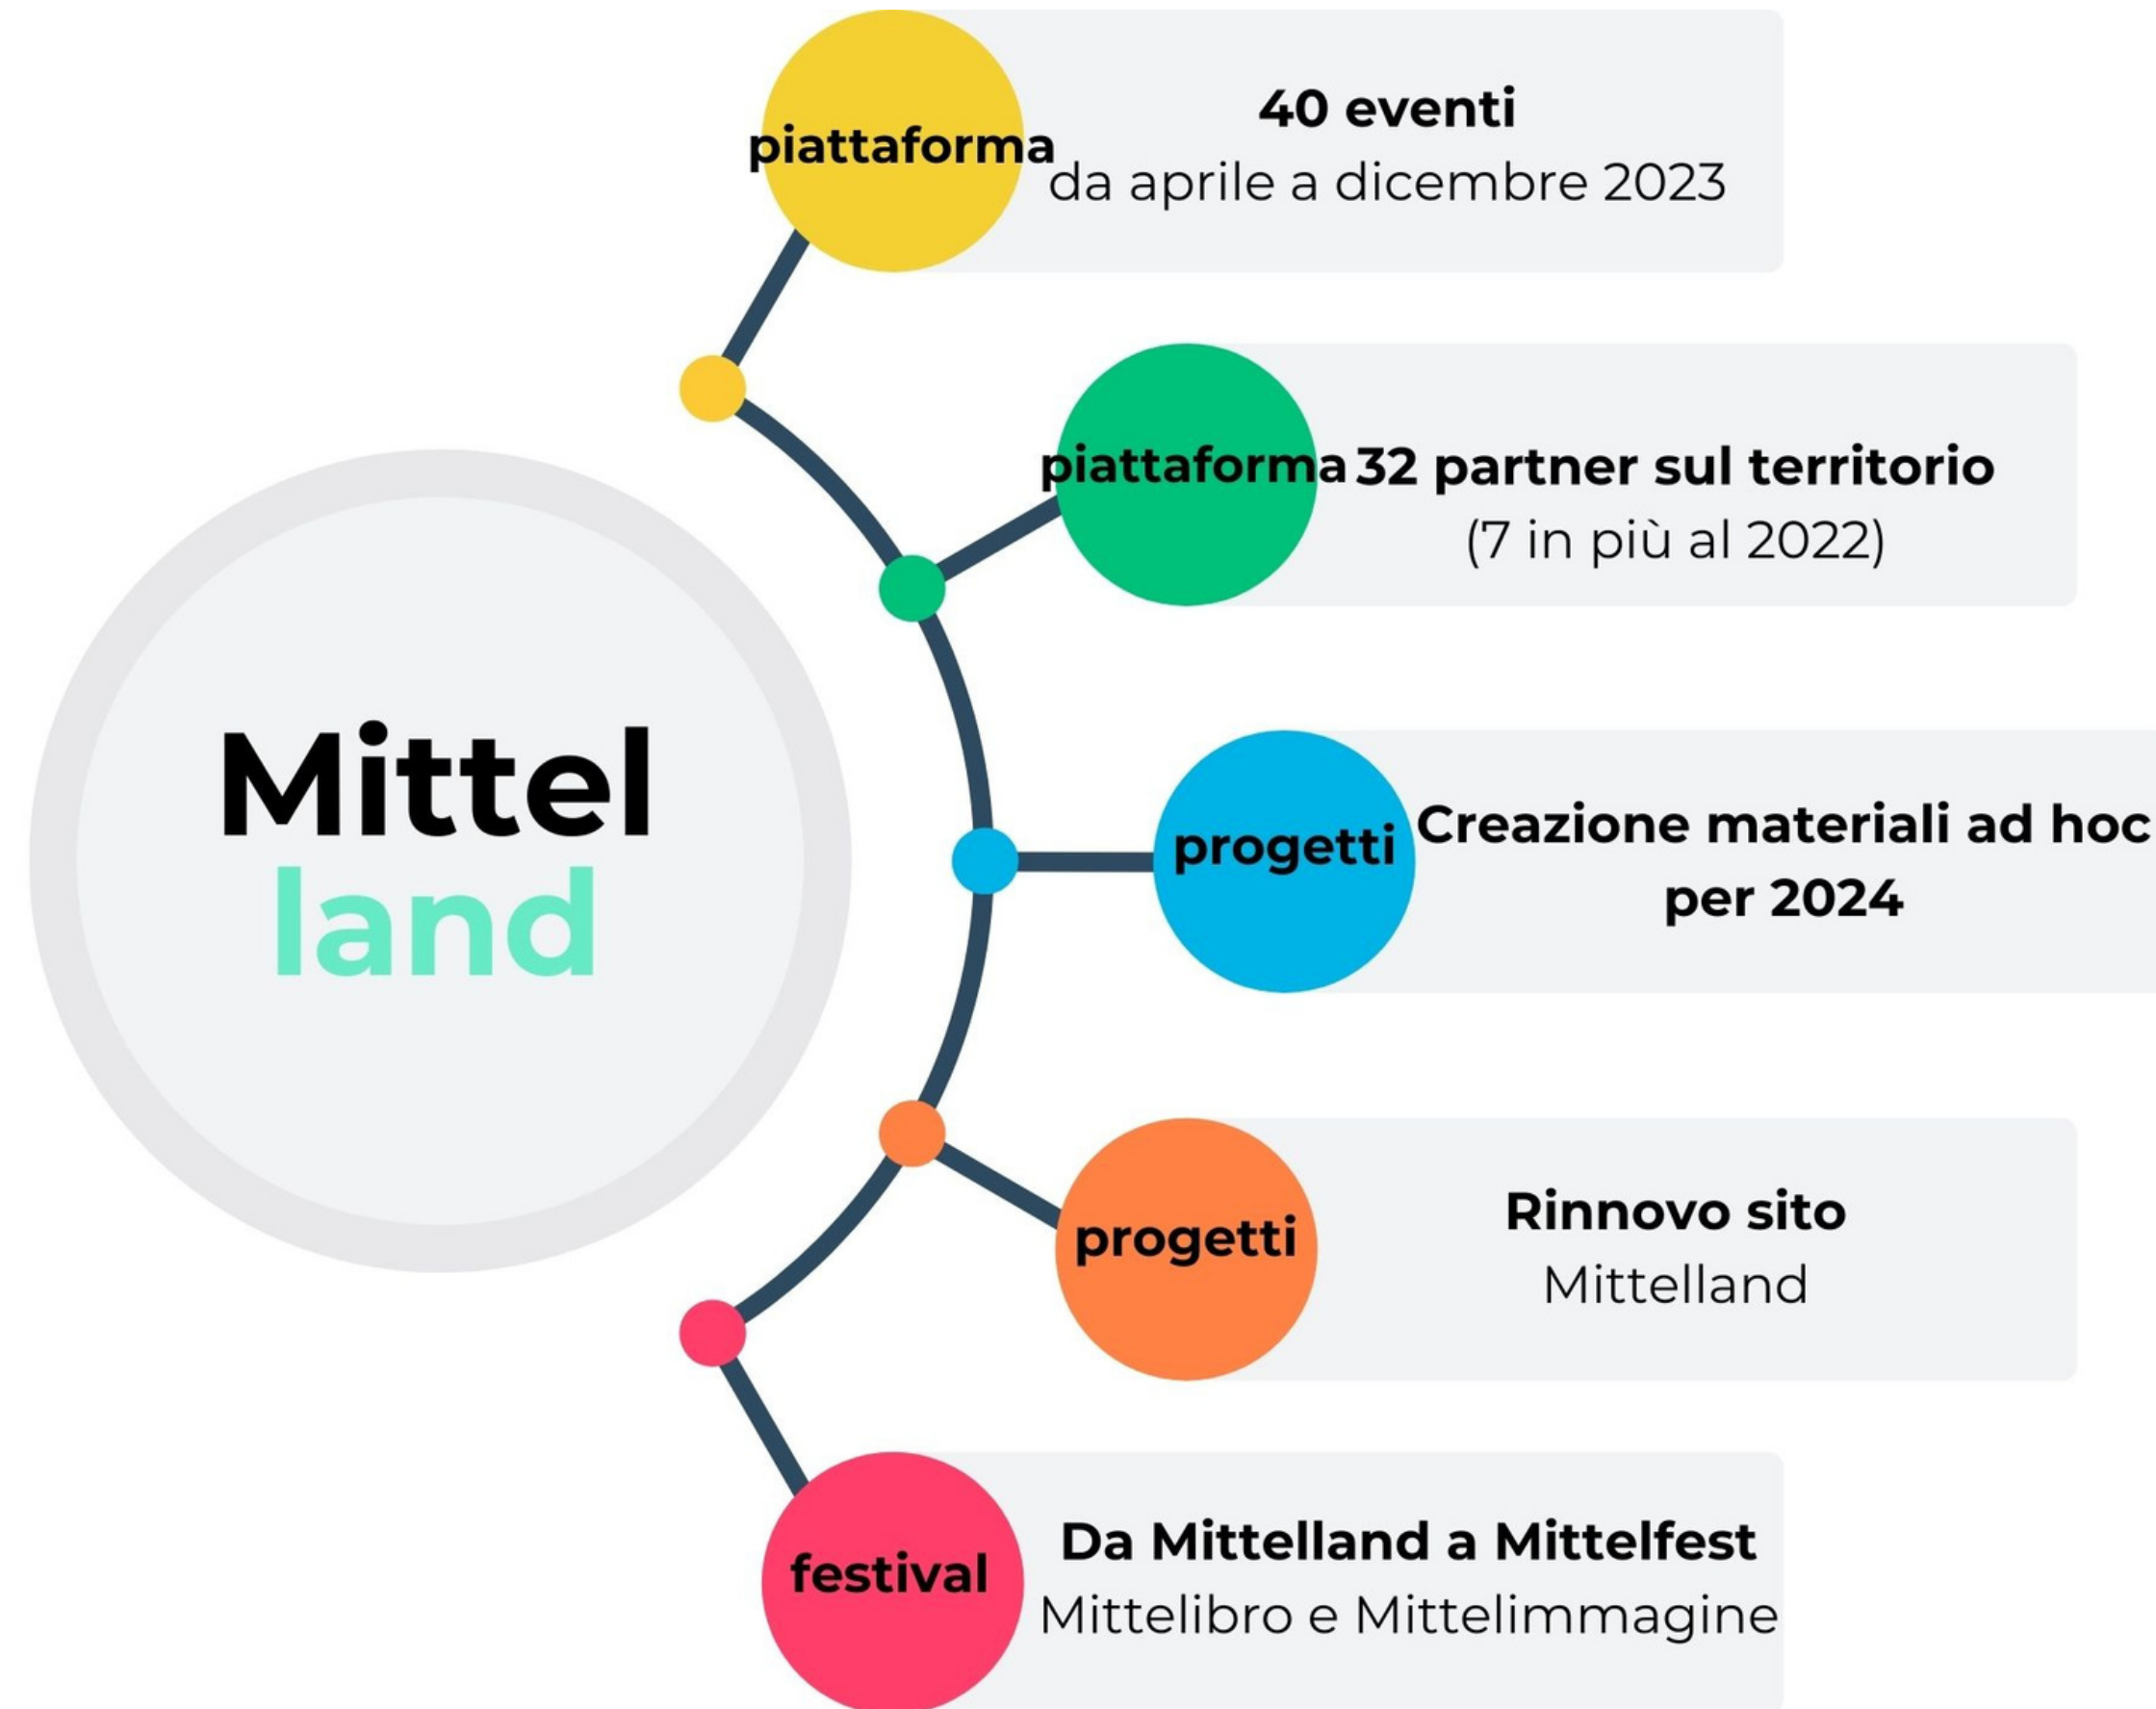 Mittel
land
piattaforma
40 eventi
da aprile a dicembre 2023
piattaforma
32 partner sul territorio
(7 in più al 2022)
progetti
Creazione materiali ad hoc
per 2024
progetti
Rinnovo sito
Mittelland
festival
Da Mittelland a Mittelfest
Mittelibro e Mittelimmagine